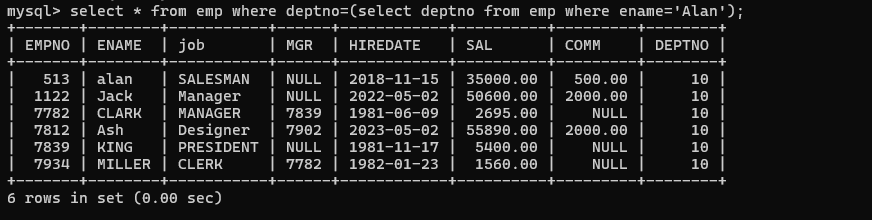 mysql> select * from emp where deptno=(select deptno from emp where ename='Alan');
+-------+--------+-----------+------+------------+----------+---------+--------+
| EMPNO | ENAME  | job       | MGR  | HIREDATE   | SAL      | COMM    | DEPTNO |
+-------+--------+-----------+------+------------+----------+---------+--------+
|   513 | alan   | SALESMAN  | NULL | 2018-11-15 | 35000.00 |  500.00 |     10 |
|  1122 | Jack   | Manager   | NULL | 2022-05-02 | 50600.00 | 2000.00 |     10 |
|  7782 | CLARK  | MANAGER   | 7839 | 1981-06-09 |  2695.00 |    NULL |     10 |
|  7812 | Ash    | Designer  | 7902 | 2023-05-02 | 55890.00 | 2000.00 |     10 |
|  7839 | KING   | PRESIDENT | NULL | 1981-11-17 |  5400.00 |    NULL |     10 |
|  7934 | MILLER | CLERK     | 7782 | 1982-01-23 |  1560.00 |    NULL |     10 |
+-------+--------+-----------+------+------------+----------+---------+--------+
6 rows in set (0.00 sec)